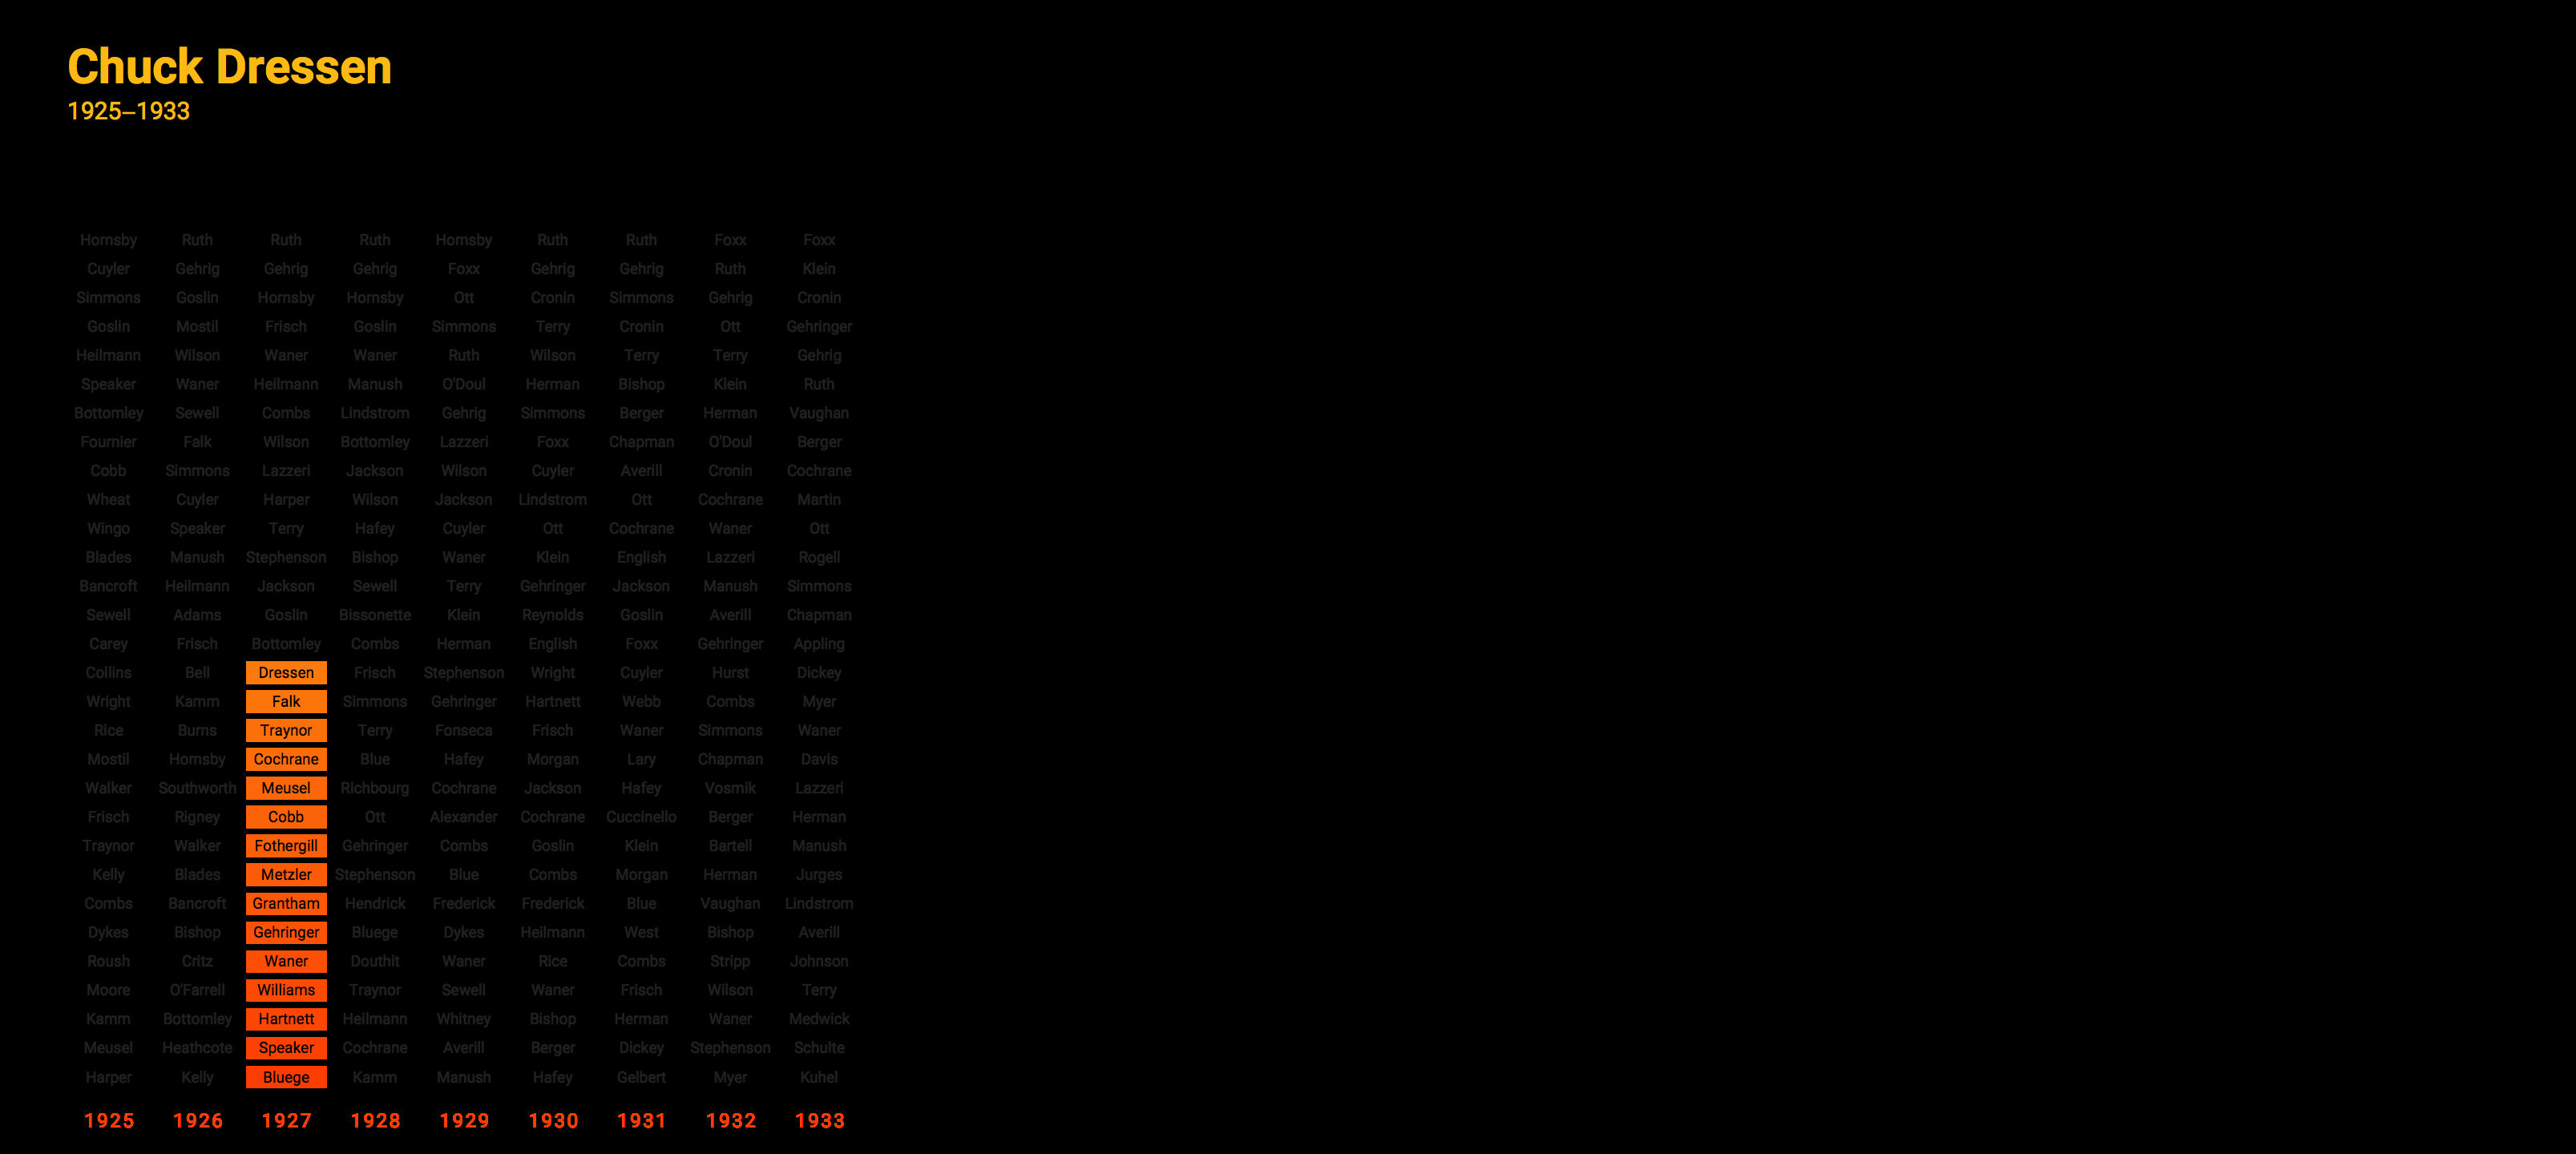 Chuck Dressen
1925–1933
Hornsby Ruth Ruth Ruth Hornsby Ruth Ruth Foxx Foxx
Cuyler Gehrig Gehrig Gehrig Foxx Gehrig Gehrig Ruth Klein
Simmons Goslin Hornsby Hornsby Ott Cronin Simmons Gehrig Cronin
Goslin Mostil Frisch Goslin Simmons Terry Cronin Ott Gehringer
Heilmann Wilson Waner Waner Ruth Wilson Terry Terry Gehrig
Speaker Waner Heilmann Manush O'Doul Herman Bishop Klein Ruth
Bottomley Sewell Combs Lindstrom Gehrig Simmons Berger Herman Vaughan
Fournier Falk Wilson Bottomley Lazzeri Foxx Chapman O'Doul Berger
Cobb Simmons Lazzeri Jackson Wilson Cuyler Averill Cronin Cochrane
Wheat Cuyler Harper Wilson Jackson Lindstrom Ott Cochrane Martin
Wingo Speaker Terry Hafey Cuyler Ott Cochrane Waner Ott
Blades Manush Stephenson Bishop Waner Klein English Lazzeri Rogell
Bancroft Heilmann Jackson Sewell Terry Gehringer Jackson Manush Simmons
Sewell Adams Goslin Bissonette Klein Reynolds Goslin Averill Chapman
Carey Frisch Bottomley Combs Herman English Foxx Gehringer Appling
Collins Bell Dressen Frisch Stephenson Wright Cuyler Hurst Dickey
Wright Kamm Falk Simmons Gehringer Hartnett Webb Combs Myer
Rice Burns Traynor Terry Fonseca Frisch Waner Simmons Waner
Mostil Hornsby Cochrane Blue Hafey Morgan Lary Chapman Davis
Walker Southworth Meusel Richbourg Cochrane Jackson Hafey Vosmik Lazzeri
Frisch Rigney Cobb Ott Alexander Cochrane Cuccinello Berger Herman
Traynor Walker Fothergill Gehringer Combs Goslin Klein Bartell Manush
Kelly Blades Metzler Stephenson Blue Combs Morgan Herman Jurges
Combs Bancroft Grantham Hendrick Frederick Frederick Blue Vaughan Lindstrom
Dykes Bishop Gehringer Bluege Dykes Heilmann West Bishop Averill
Roush Critz Waner Douthit Waner Rice Combs Stripp Johnson
Moore O'Farrell Williams Traynor Sewell Waner Frisch Wilson Terry
Kamm Bottomley Hartnett Heilmann Whitney Bishop Herman Waner Medwick
Meusel Heathcote Speaker Cochrane Averill Berger Dickey Stephenson Schulte
Harper Kelly Bluege Kamm Manush Hafey Gelbert Myer Kuhel
1925 1926 1927 1928 1929 1930 1931 1932 1933